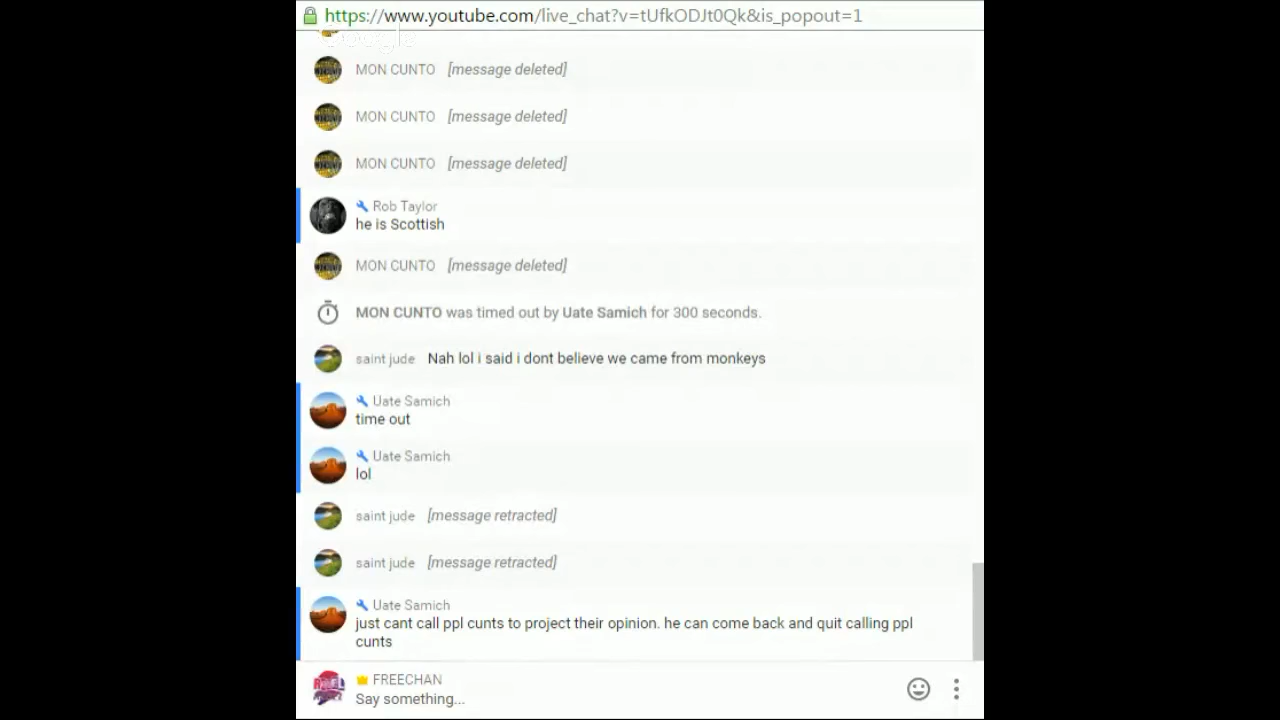 https://www.youtube.com/live_chat?v=tUfkODJt0Qk&is_popout=1
Google
MON CUNTO [message deleted]
MON CUNTO [message deleted]
MON CUNTO [message deleted]
Rob Taylor
he is Scottish
MON CUNTO [message deleted]
MON CUNTO was timed out by Uate Samich for 300 seconds.
saint jude Nah lol i said i dont believe we came from monkeys
Uate Samich
time out
Uate Samich
lol
saint jude [message retracted]
saint jude [message retracted]
Uate Samich
just cant call ppl cunts to project their opinion. he can come back and quit calling ppl
cunts
FREECHAN
Say something...